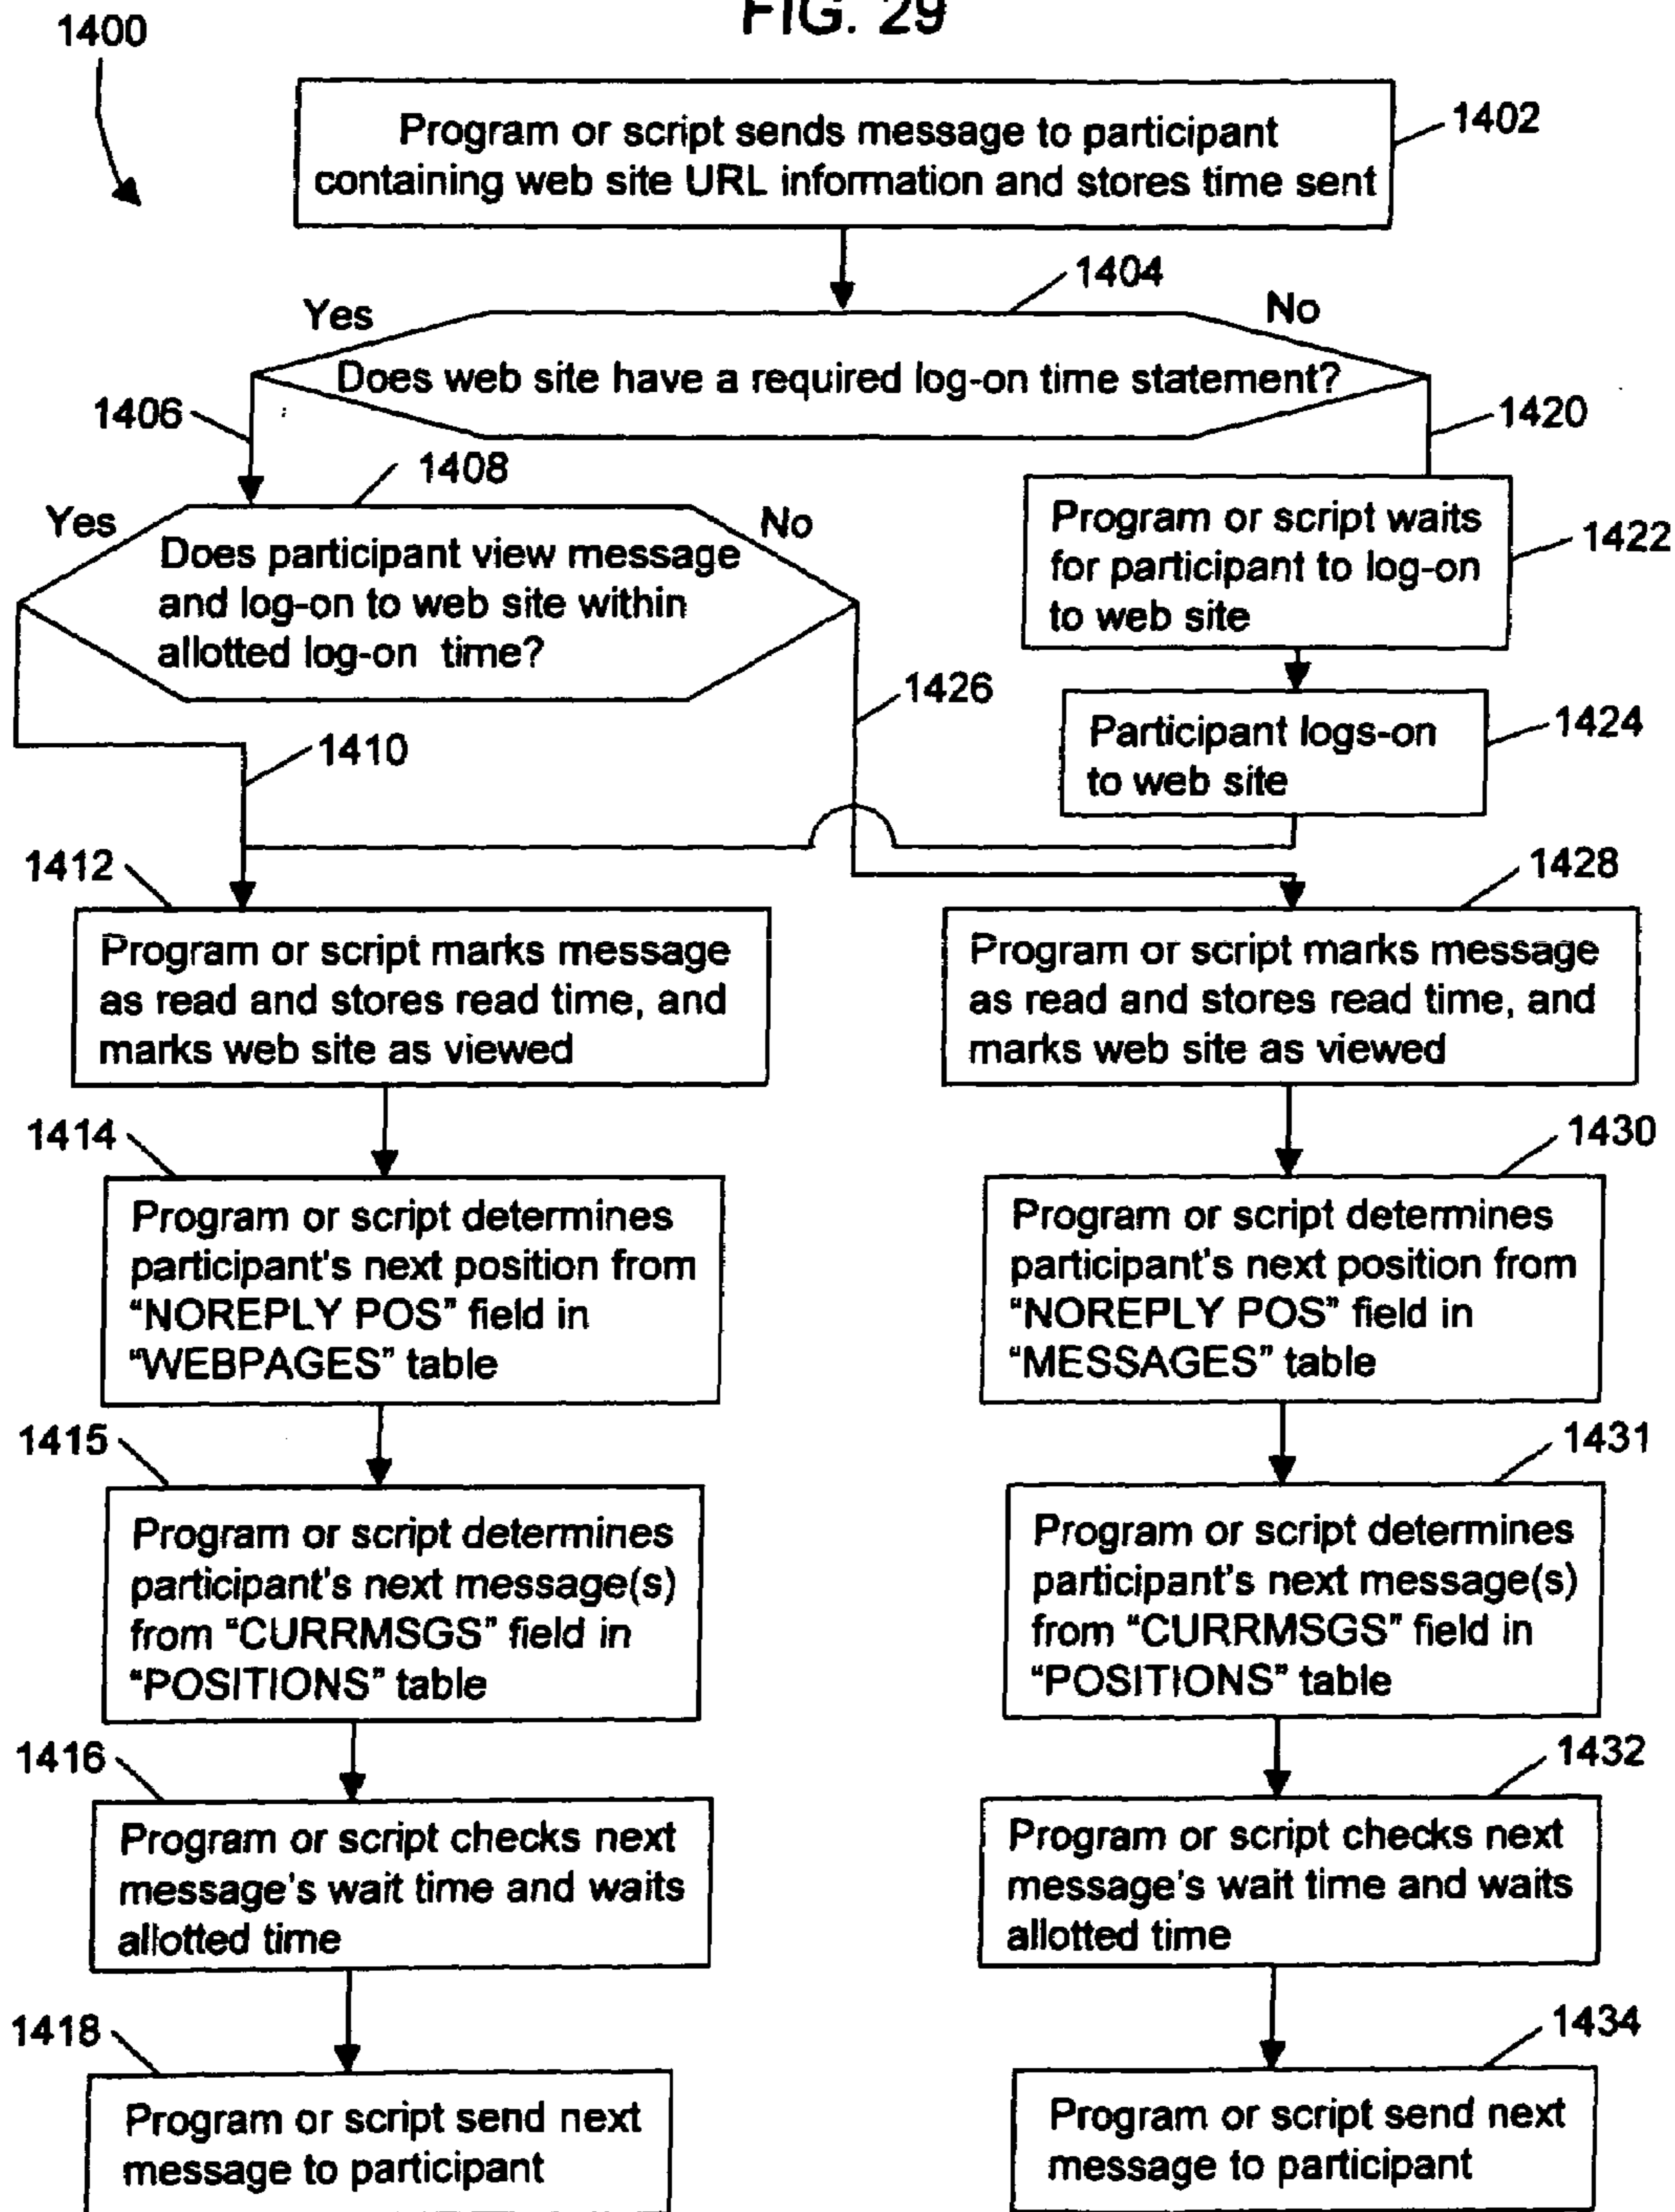 FIG. 29
1400
Program or script sends message to participant
containing web site URL information and stores time sent
1402
1404
Yes
No
Does web site have a required log-on time statement?
1406
1420
1408
Yes
No
Does participant view message
and log-on to web site within
allotted log-on time?
Program or script waits
for participant to log-on
to web site
1422
1426
1410
Participant logs-on
to web site
1424
1412
1428
Program or script marks message
as read and stores read time, and
marks web site as viewed
Program or script marks message
as read and stores read time, and
marks web site as viewed
1414
1430
Program or script determines
participant's next position from
“NOREPLY POS” field in
“WEBPAGES” table
Program or script determines
participant's next position from
“NOREPLY POS” field in
“MESSAGES” table
1415
1431
Program or script determines
participant's next message(s)
from “CURRMSGS” field in
“POSITIONS” table
Program or script determines
participant's next message(s)
from “CURRMSGS” field in
“POSITIONS” table
1416
1432
Program or script checks next
message's wait time and waits
allotted time
Program or script checks next
message's wait time and waits
allotted time
1418
1434
Program or script send next
message to participant
Program or script send next
message to participant